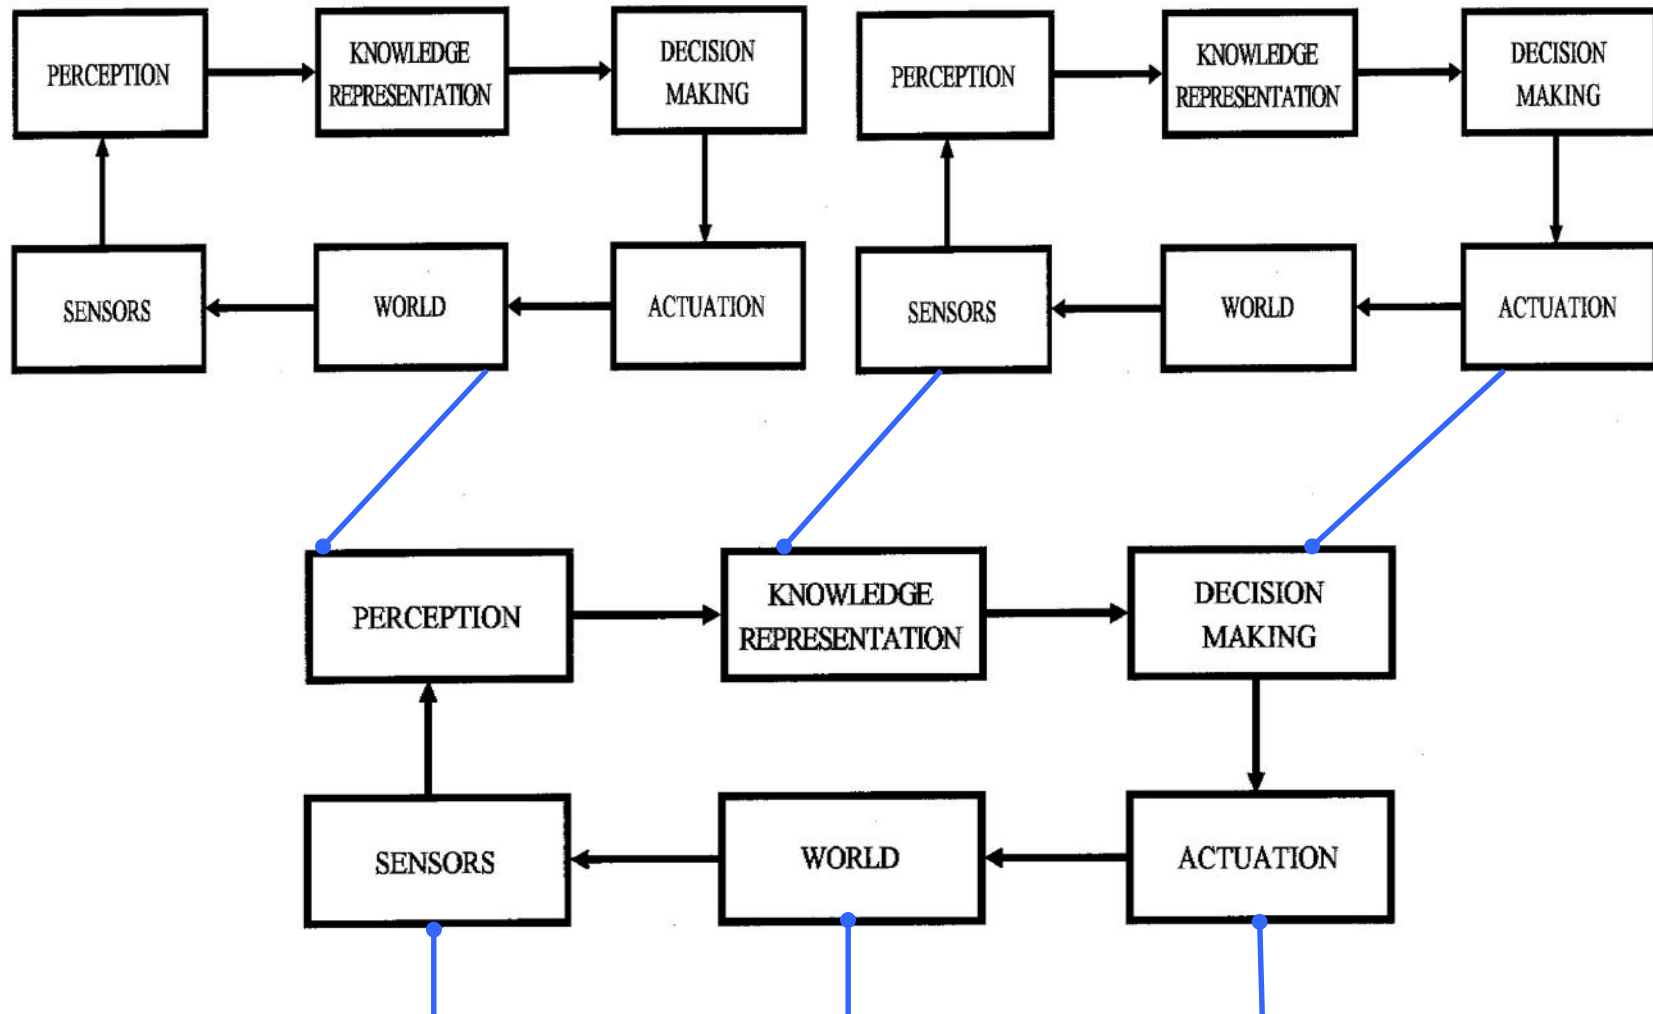 PERCEPTION
KNOWLEDGE
REPRESENTATION
DECISION
MAKING
SENSORS
WORLD
ACTUATION
PERCEPTION
KNOWLEDGE
REPRESENTATION
DECISION
MAKING
SENSORS
WORLD
ACTUATION
PERCEPTION
KNOWLEDGE
REPRESENTATION
DECISION
MAKING
SENSORS
WORLD
ACTUATION